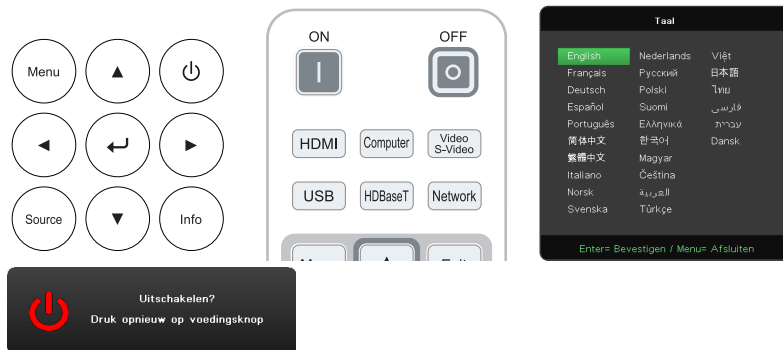 Menu
Source
Info
ON
OFF
HDMI
Computer
Video
S-Video
USB
HDBaseT
Network
Taal
English Nederlands Việt
Français Русский 日本語
Deutsch Polski ไทย
Español Suomi فارسی
Português Ελληνικά עברית
简体中文 한국어 Dansk
繁體中文 Magyar
Italiano Čeština
Norsk العربية
Svenska Türkçe
Enter= Bevestigen / Menu= Afsluiten
Uitschakelen?
Druk opnieuw op voedingsknop